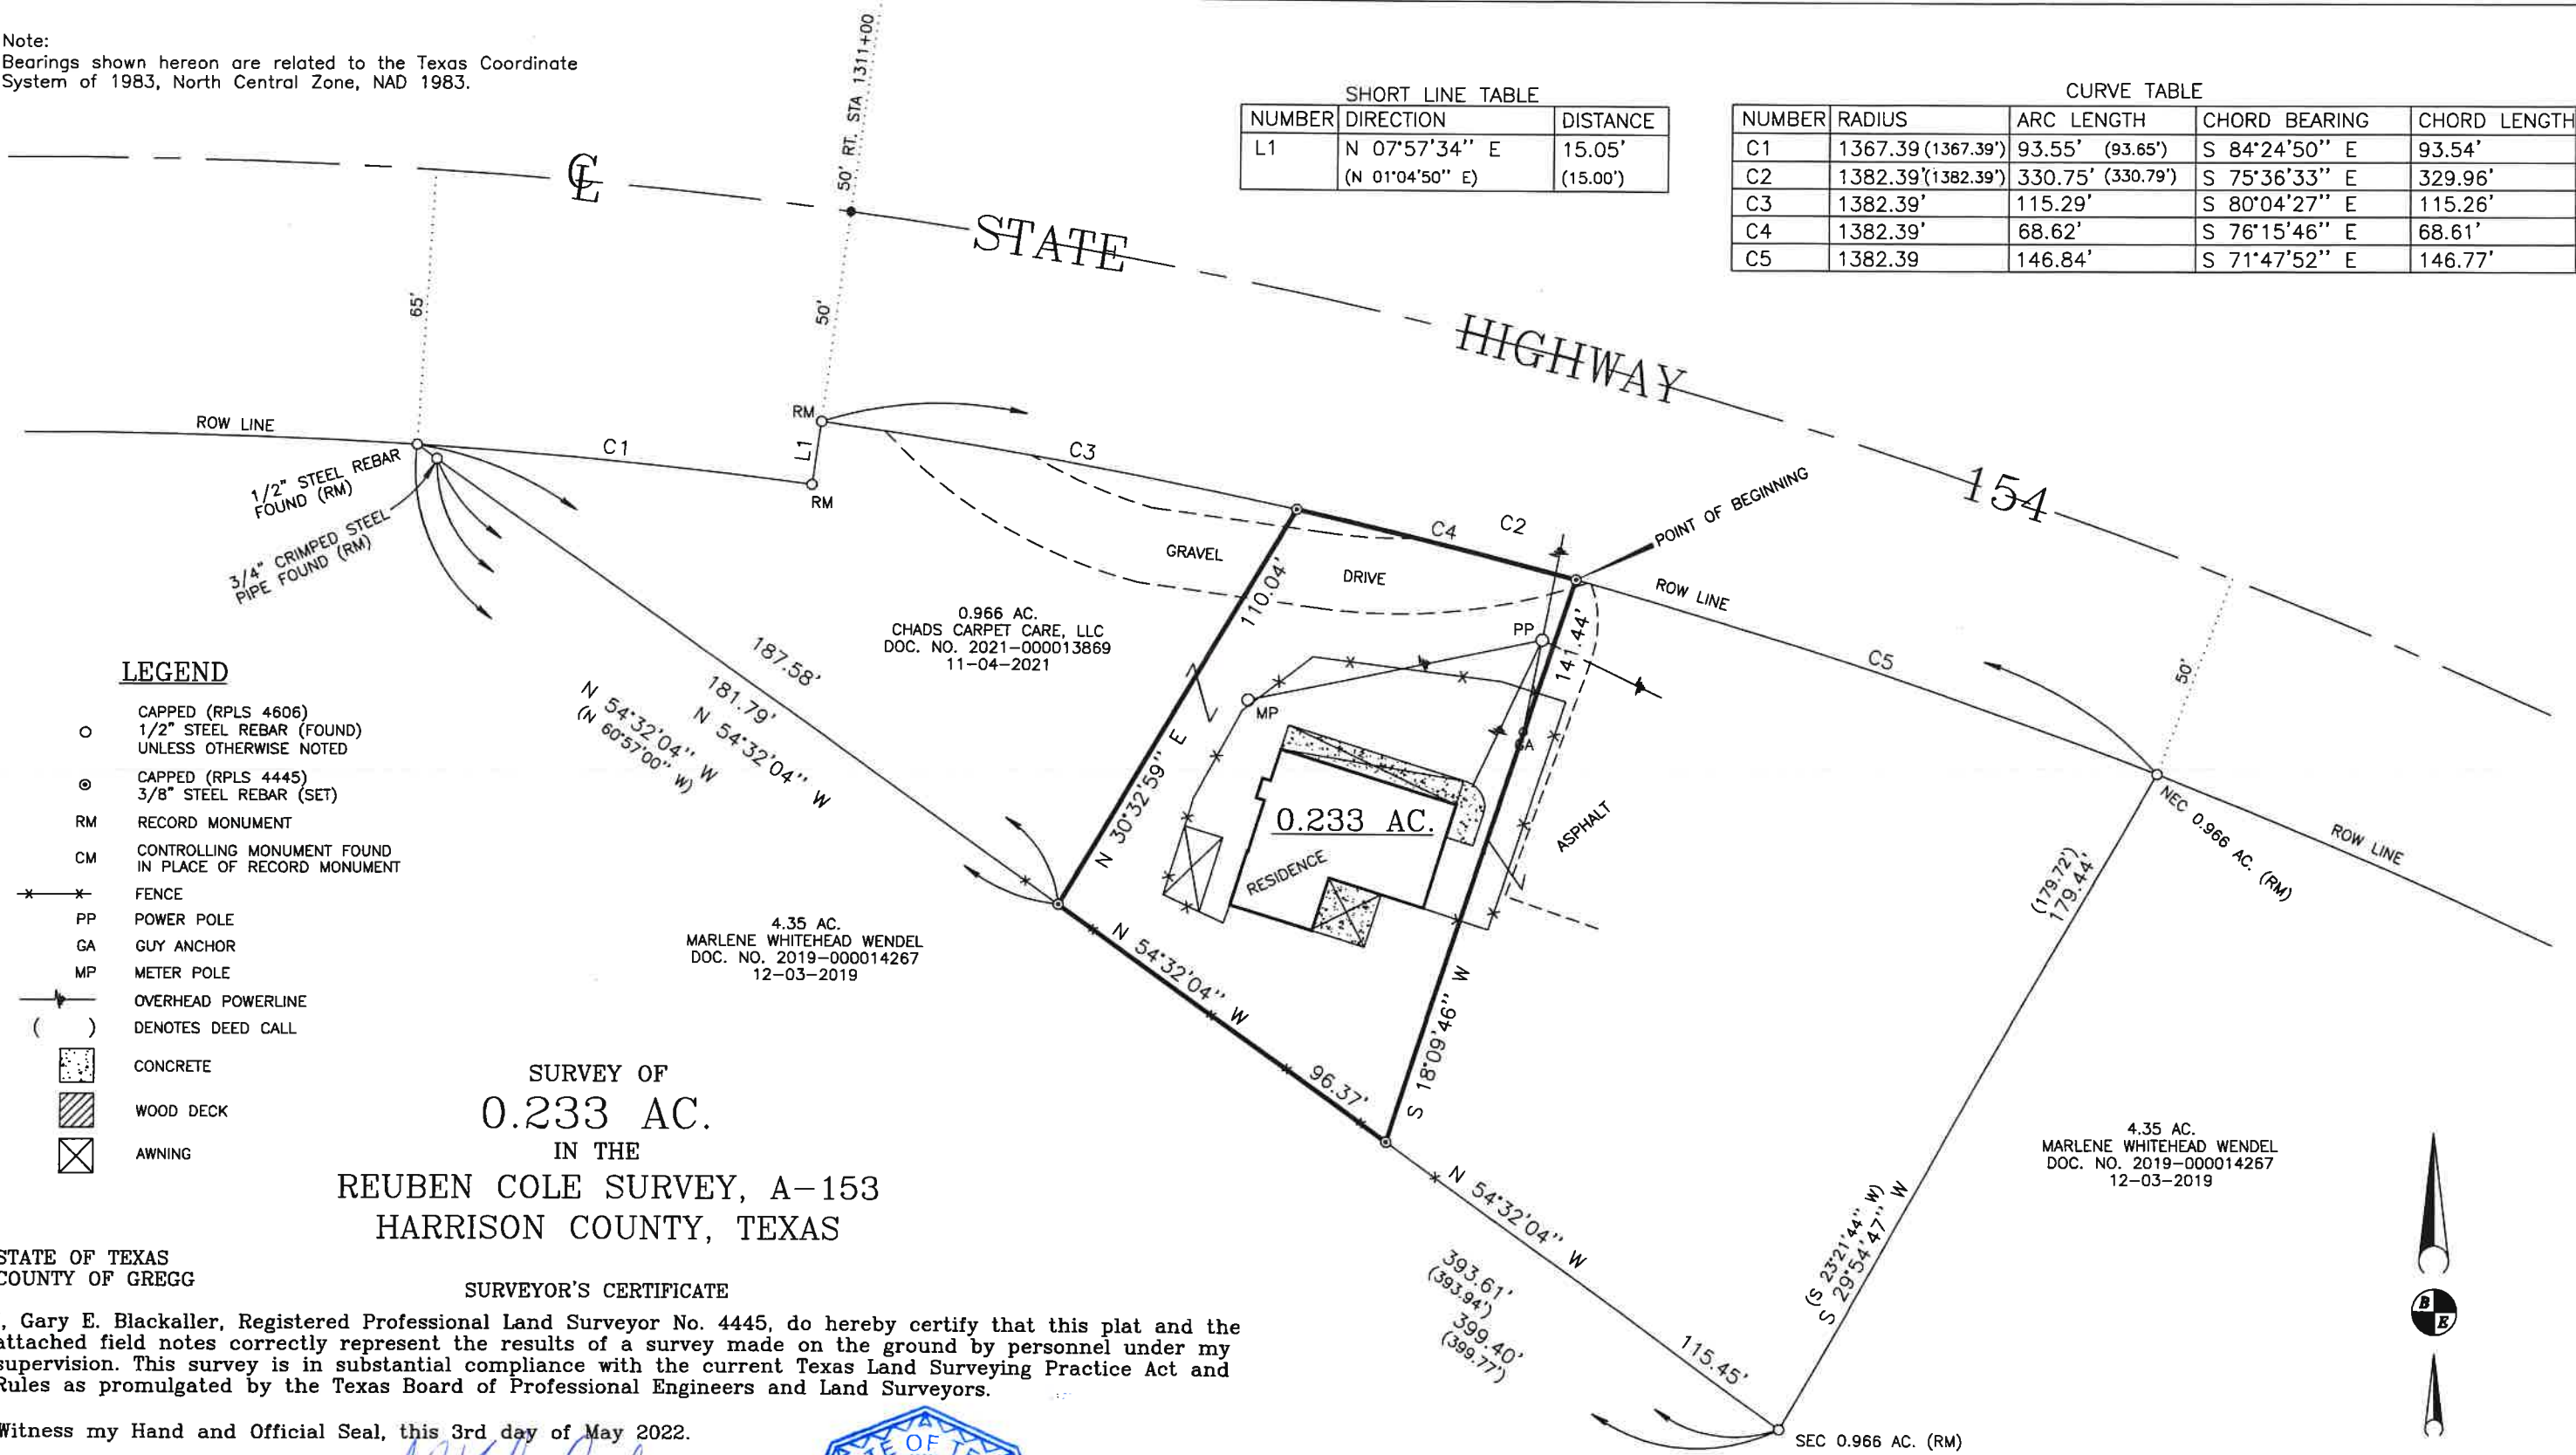 Note:
Bearings shown hereon are related to the Texas Coordinate
System of 1983, North Central Zone, NAD 1983.
50' RT. STA 1311+00
SHORT LINE TABLE
NUMBER DIRECTION DISTANCE
L1 N 07°57'34'' E 15.05'
(N 01°04'50'' E) (15.00')
CURVE TABLE
NUMBER RADIUS ARC LENGTH CHORD BEARING CHORD LENGTH
C1 1367.39 (1367.39') 93.55' (93.65') S 84°24'50'' E 93.54'
C2 1382.39'(1382.39') 330.75' (330.79') S 75°36'33'' E 329.96'
C3 1382.39' 115.29' S 80°04'27'' E 115.26'
C4 1382.39' 68.62' S 76°15'46'' E 68.61'
C5 1382.39 146.84' S 71°47'52'' E 146.77'
CL
STATE
HIGHWAY
154
65'
50'
50'
ROW LINE
C1
L1
RM
RM
C3
C4
C2
C5
POINT OF BEGINNING
ROW LINE
ROW LINE
1/2" STEEL REBAR
FOUND (RM)
3/4" CRIMPED STEEL
PIPE FOUND (RM)
GRAVEL
DRIVE
110.04'
141.44'
PP
MP
GA
0.966 AC.
CHADS CARPET CARE, LLC
DOC. NO. 2021-000013869
11-04-2021
187.58'
181.79'
N 54°32'04'' W
N 54°32'04'' W
(N 60°57'00'' W)
N 30°32'59'' E
0.233 AC.
RESIDENCE
ASPHALT
NEC 0.966 AC. (RM)
(179.72')
179.44'
4.35 AC.
MARLENE WHITEHEAD WENDEL
DOC. NO. 2019-000014267
12-03-2019
N 54°32'04'' W
96.37'
S 18°09'46'' W
N 54°32'04'' W
393.61'
(393.94')
399.40'
(399.77')
115.45'
(S 23°21'44'' W)
S 29°54'47'' W
SEC 0.966 AC. (RM)
4.35 AC.
MARLENE WHITEHEAD WENDEL
DOC. NO. 2019-000014267
12-03-2019
B
E
LEGEND
CAPPED (RPLS 4606)
1/2" STEEL REBAR (FOUND)
UNLESS OTHERWISE NOTED
CAPPED (RPLS 4445)
3/8" STEEL REBAR (SET)
RM RECORD MONUMENT
CM CONTROLLING MONUMENT FOUND
IN PLACE OF RECORD MONUMENT
FENCE
PP POWER POLE
GA GUY ANCHOR
MP METER POLE
OVERHEAD POWERLINE
( ) DENOTES DEED CALL
CONCRETE
WOOD DECK
AWNING
SURVEY OF
0.233 AC.
IN THE
REUBEN COLE SURVEY, A-153
HARRISON COUNTY, TEXAS
STATE OF TEXAS
COUNTY OF GREGG
SURVEYOR'S CERTIFICATE
, Gary E. Blackaller, Registered Professional Land Surveyor No. 4445, do hereby certify that this plat and the
attached field notes correctly represent the results of a survey made on the ground by personnel under my
supervision. This survey is in substantial compliance with the current Texas Land Surveying Practice Act and
Rules as promulgated by the Texas Board of Professional Engineers and Land Surveyors.
Witness my Hand and Official Seal, this 3rd day of May 2022.
OF